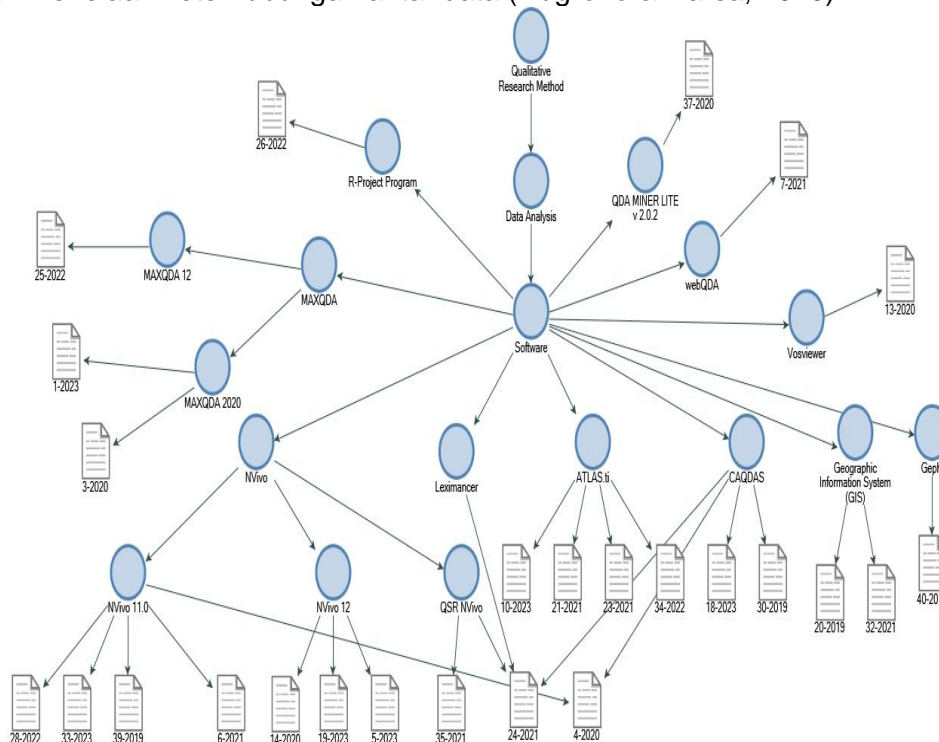 Qualitative
Research Method
37-2020
26-2022
R-Project Program
QDA MINER LITE
v 2.0.2
7-2021
Data Analysis
25-2022
MAXQDA 12
MAXQDA
webQDA
13-2020
Software
Vosviewer
1-2023
MAXQDA 2020
3-2020
NVivo
Leximancer
ATLAS.ti
CAQDAS
Geographic
Information System
(GIS)
Geph
NVivo 11.0
NVivo 12
QSR NVivo
10-2023
21-2021
23-2021
34-2022
18-2023
30-2019
20-2019
32-2021
40-20
28-2022
33-2023
39-2019
6-2021
14-2020
19-2023
5-2023
35-2021
24-2021
4-2020